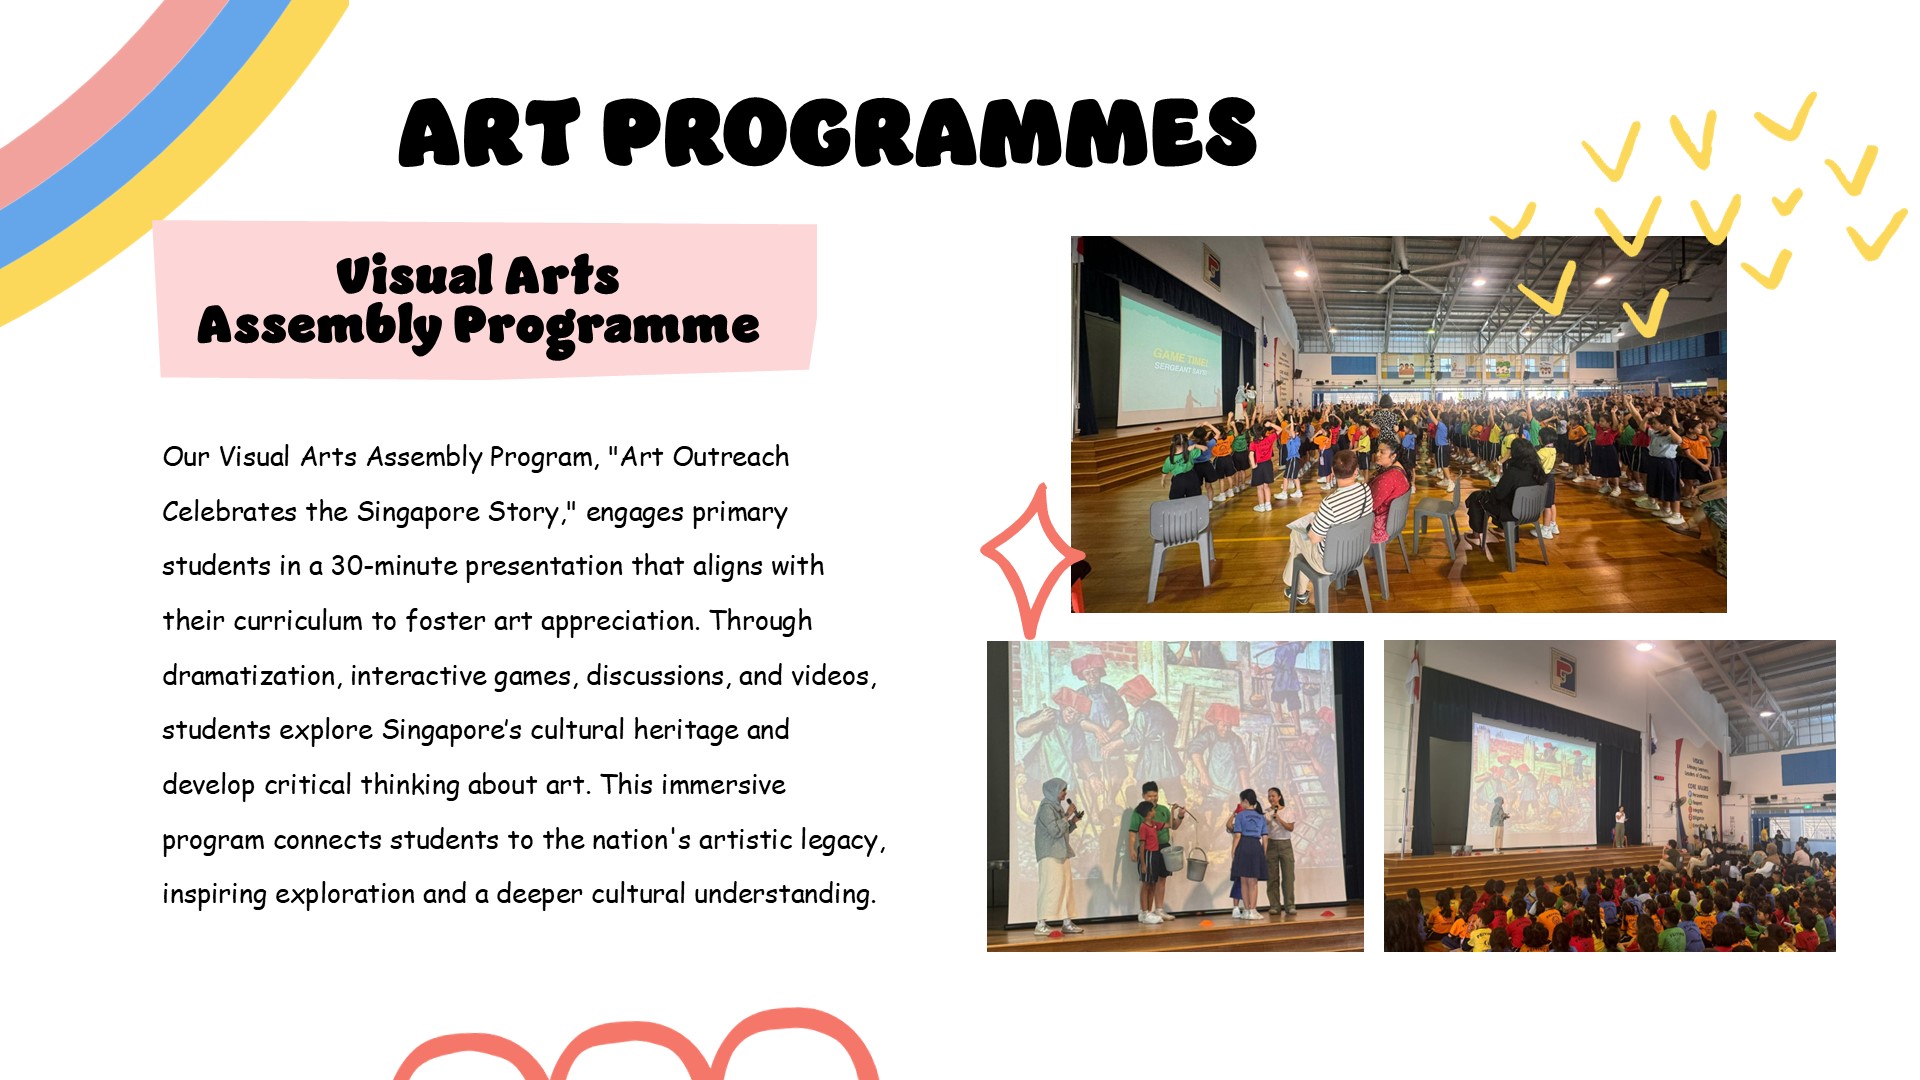 ART PROGRAMMES
Visual Arts
Assembly Programme
Our Visual Arts Assembly Program, "Art Outreach
Celebrates the Singapore Story," engages primary
students in a 30-minute presentation that aligns with
their curriculum to foster art appreciation. Through
dramatization, interactive games, discussions, and videos,
students explore Singapore’s cultural heritage and
develop critical thinking about art. This immersive
program connects students to the nation's artistic legacy,
inspiring exploration and a deeper cultural understanding.
GAME TIME!
SERGEANT SAYS!
VISION
CORE VALUES